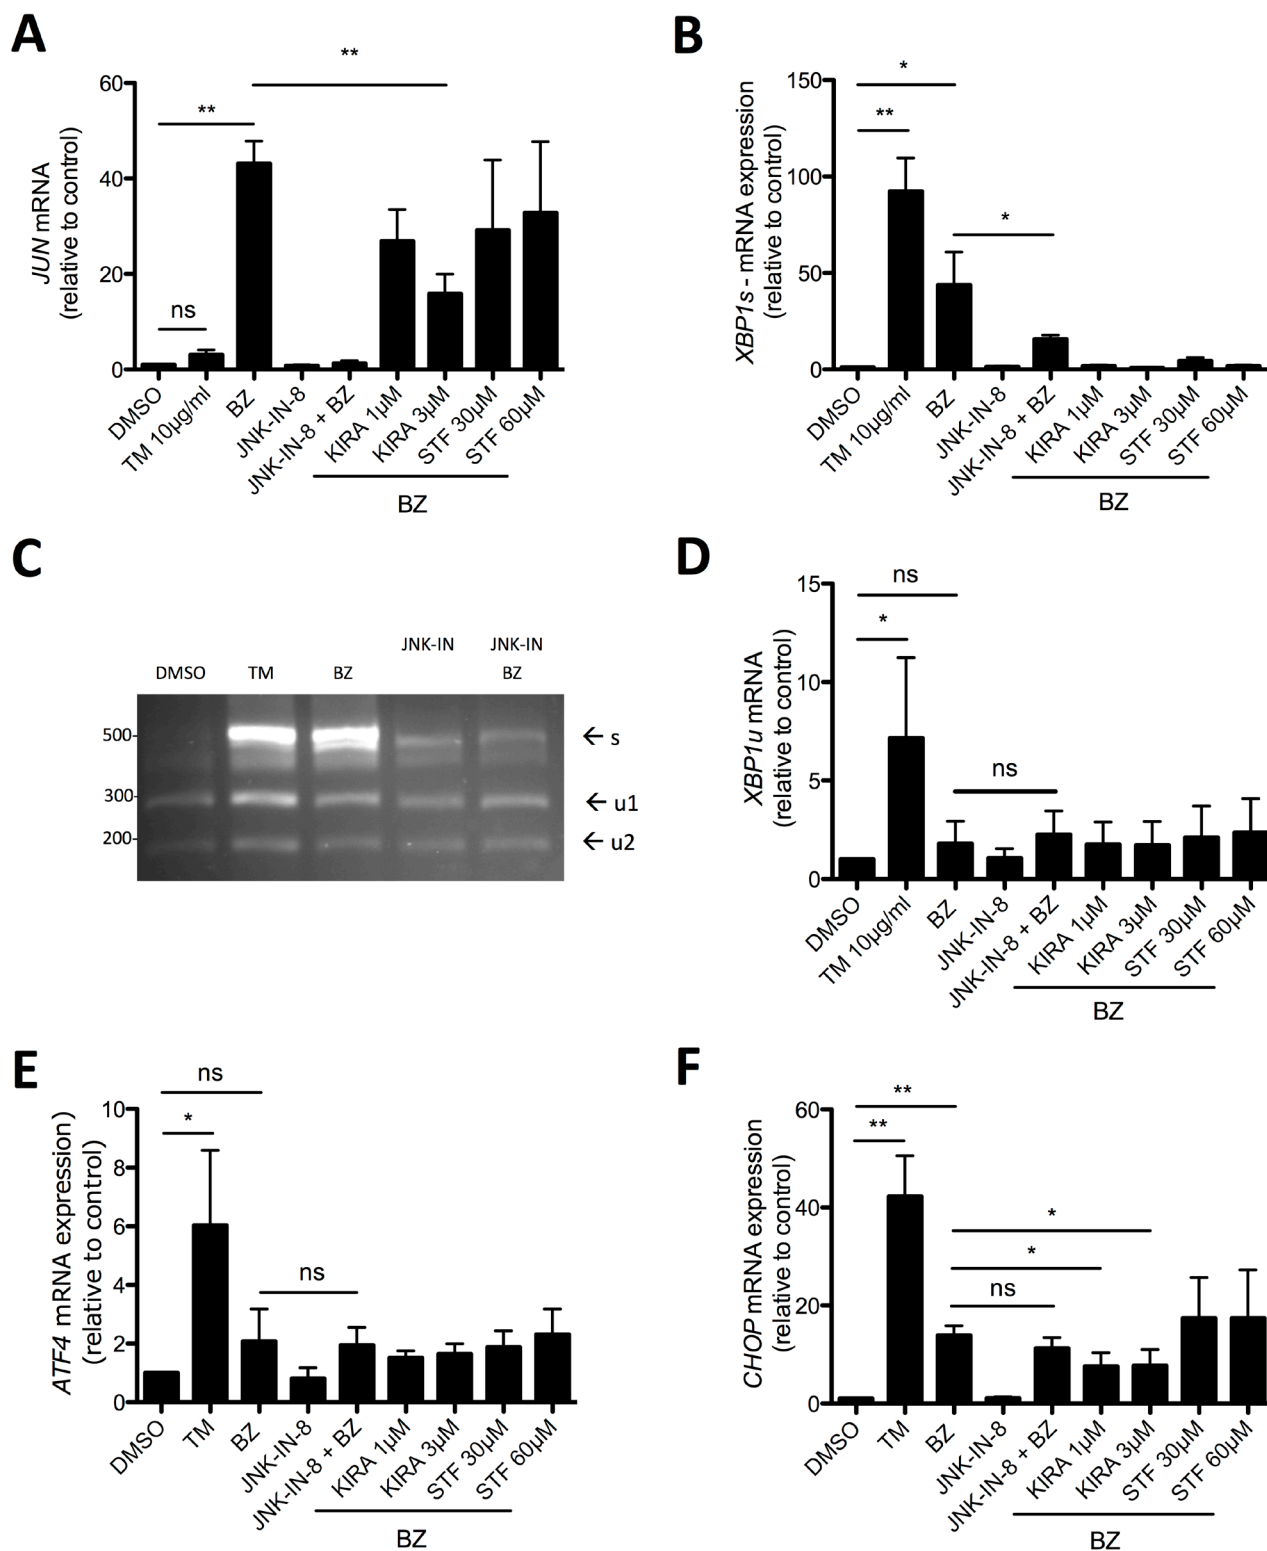 A
**
60
**
40
JUN mRNA
(relative to control)
20
ns
0
DMSO
TM 10µg/ml
BZ
JNK-IN-8
JNK-IN-8 + BZ
KIRA 1µM
KIRA 3µM
STF 30µM
STF 60µM
BZ
B
*
150
**
XBP1s - mRNA expression
(relative to control)
100
*
50
0
DMSO
TM 10µg/ml
BZ
JNK-IN-8
JNK-IN-8 + BZ
KIRA 1µM
KIRA 3µM
STF 30µM
STF 60µM
BZ
C
JNK-IN JNK-IN
DMSO TM BZ BZ
500 ← s
300 ← u1
200 ← u2
D
ns
15
*
XBP1u mRNA
(relative to control)
10
ns
5
0
DMSO
TM 10µg/ml
BZ
JNK-IN-8
JNK-IN-8 + BZ
KIRA 1µM
KIRA 3µM
STF 30µM
STF 60µM
BZ
E
ns
10
*
ATF4 mRNA expression)
(relative to control)
8
6
ns
4
2
0
DMSO
TM
BZ
JNK-IN-8
JNK-IN-8 + BZ
KIRA 1µM
KIRA 3µM
STF 30µM
STF 60µM
BZ
F
**
60
**
CHOP mRNA expression
(relative to control)
40
*
*
ns
20
0
DMSO
TM
BZ
JNK-IN-8
JNK-IN-8 + BZ
KIRA 1µM
KIRA 3µM
STF 30µM
STF 60µM
BZ